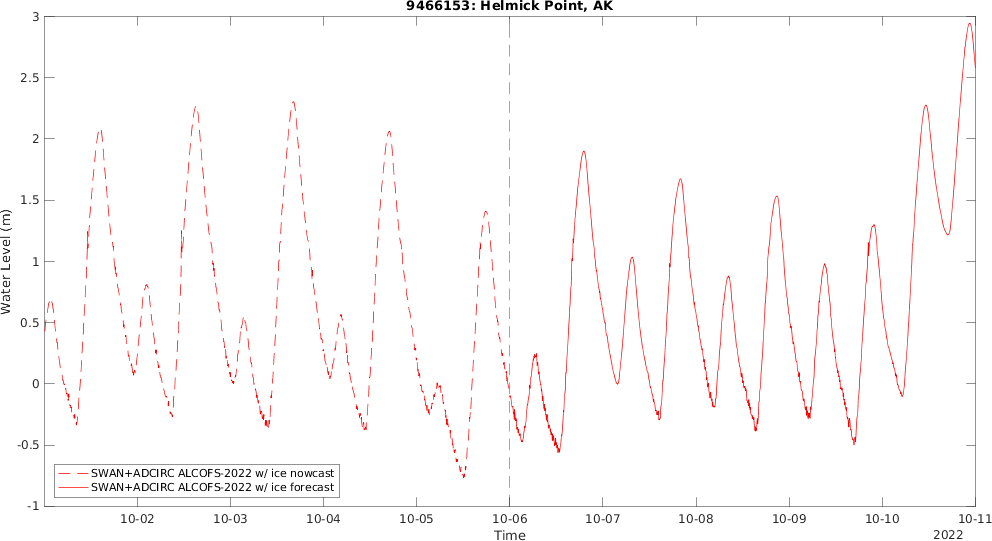 9466153: Helmick Point, AK
Water Level (m)
3
2.5
2
1.5
1
0.5
0
-0.5
-1
SWAN+ADCIRC ALCOFS-2022 w/ ice nowcast
SWAN+ADCIRC ALCOFS-2022 w/ ice forecast
10-02 10-03 10-04 10-05 10-06 10-07 10-08 10-09 10-10 10-11
Time
2022